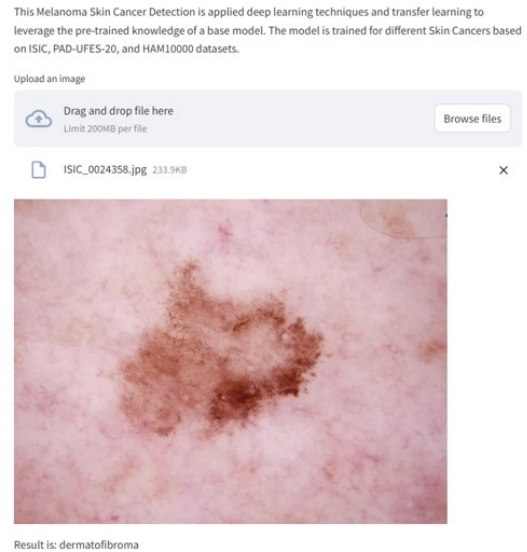 This Melanoma Skin Cancer Detection is applied deep learning techniques and transfer learning to
leverage the pre-trained knowledge of a base model. The model is trained for different Skin Cancers based
on ISIC, PAD-UFES-20, and HAM10000 datasets.
Upload an image
Drag and drop file here
Limit 200MB per file
Browse files
ISIC_0024358.jpg 233.9KB
Result is: dermatofibroma